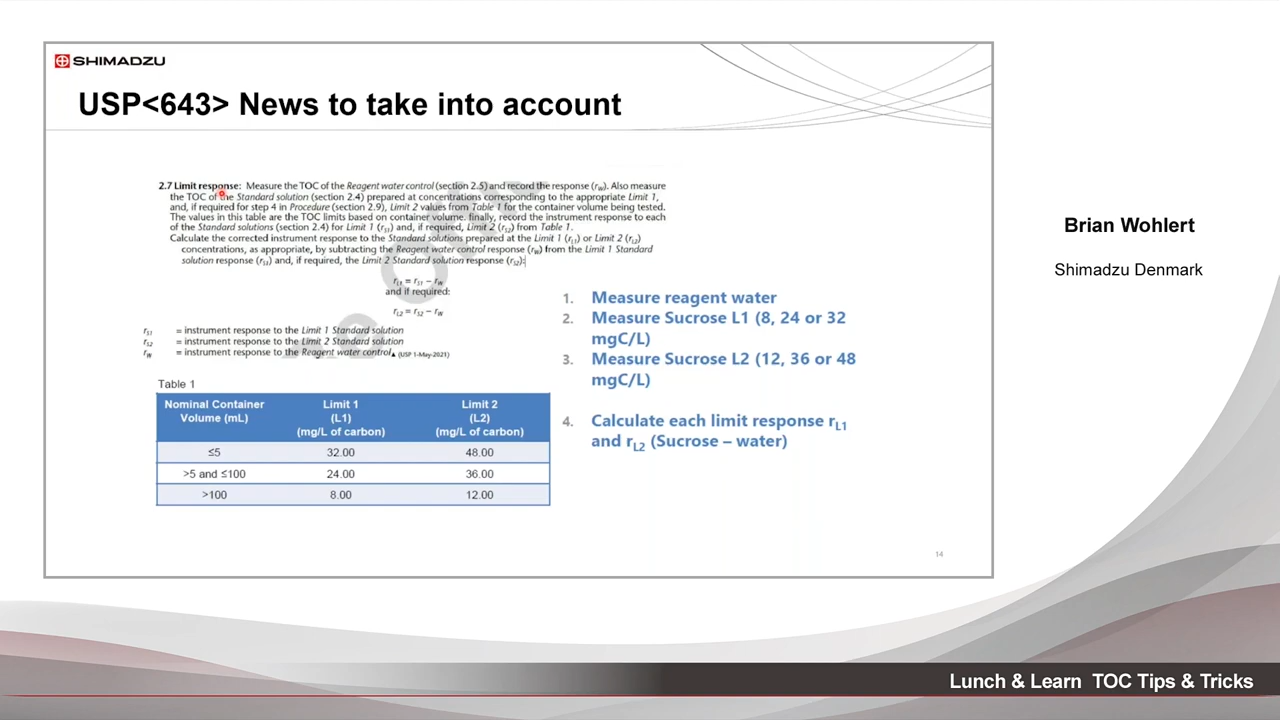 SHIMADZU
USP<643> News to take into account
2.7 Limit response: Measure the TOC of the Reagent water control (section 2.5) and record the response (rW). Also measure
the TOC of the Standard solution (section 2.4) prepared at concentrations corresponding to the appropriate Limit 1,
and, if required for step 4 in Procedure (section 2.9), Limit 2 values from Table 1 for the container volume being tested.
The values in this table are the TOC limits based on container volume. finally, record the instrument response to each
of the Standard solutions (section 2.4) for Limit 1 (rS1) and, if required, Limit 2 (rS2) from Table 1.
Calculate the corrected instrument response to the Standard solutions prepared at the Limit 1 (rL1) or Limit 2 (rL2)
concentrations, as appropriate, by subtracting the Reagent water control response (rW) from the Limit 1 Standard
solution response (rS1) and, if required, the Limit 2 Standard solution response (rS2):
rL1 = rS1 − rW
and if required:
rL2 = rS2 − rW
rS1 = instrument response to the Limit 1 Standard solution
rS2 = instrument response to the Limit 2 Standard solution
rW = instrument response to the Reagent water control▲ (USP 1-May-2021)
1. Measure reagent water
2. Measure Sucrose L1 (8, 24 or 32
mgC/L)
3. Measure Sucrose L2 (12, 36 or 48
mgC/L)
4. Calculate each limit response rL1
and rL2 (Sucrose – water)
Table 1
Nominal Container Volume (mL) Limit 1 (L1) (mg/L of carbon) Limit 2 (L2) (mg/L of carbon)
≤5 32.00 48.00
>5 and ≤100 24.00 36.00
>100 8.00 12.00
14
Brian Wohlert
Shimadzu Denmark
Lunch & Learn TOC Tips & Tricks